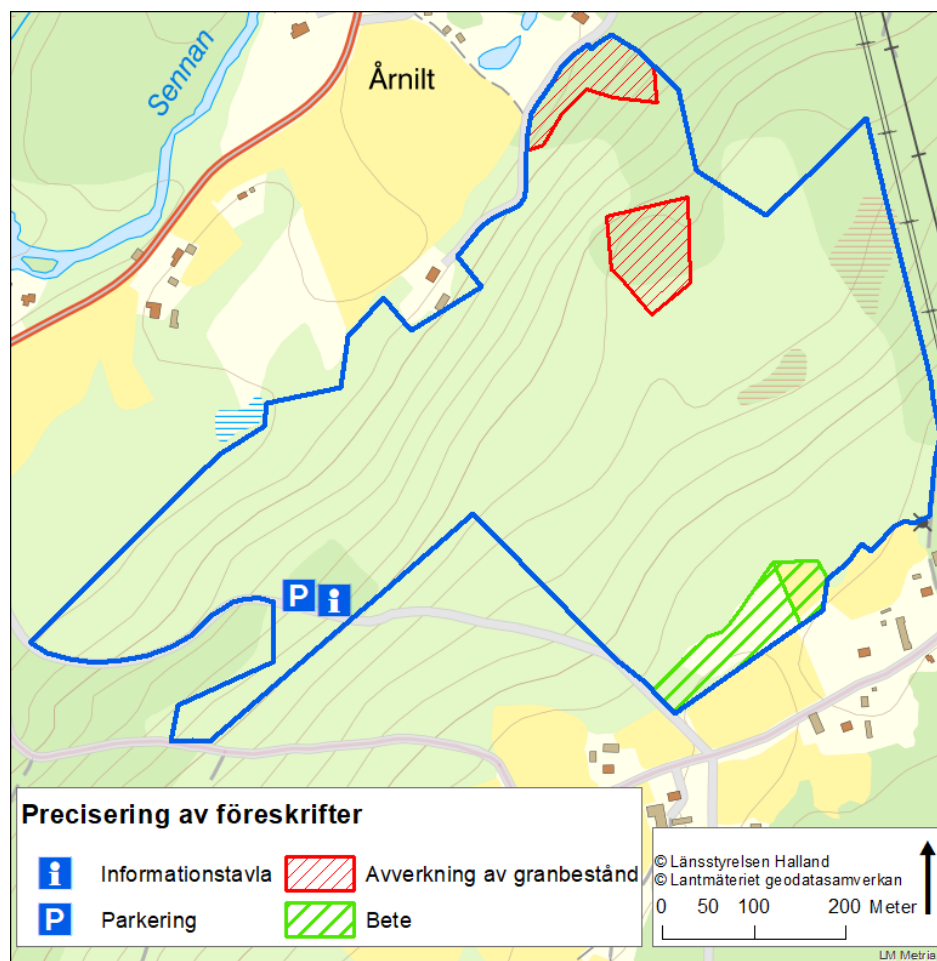 Sennan
Årnilt
P
i
Precisering av föreskrifter
i Informationstavla Avverkning av granbestånd
P Parkering Bete
© Länsstyrelsen Halland
© Lantmäteriet geodatasamverkan
0 50 100 200 Meter
LM Metria